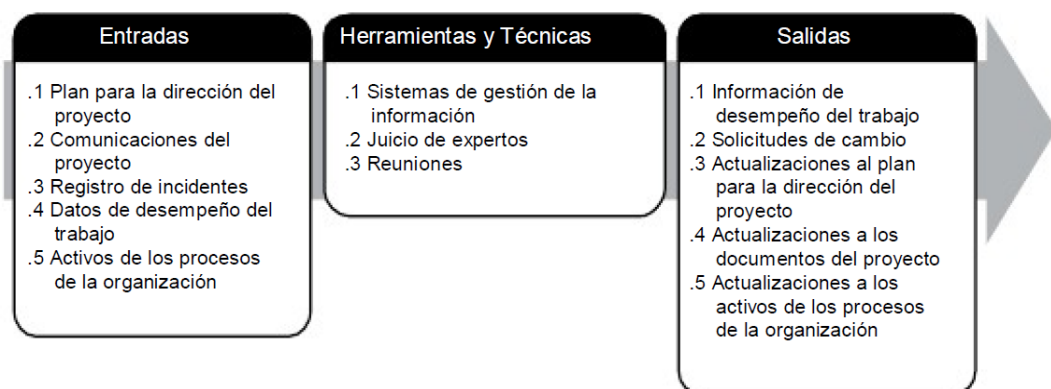 Entradas
.1 Plan para la dirección del
proyecto
.2 Comunicaciones del
proyecto
.3 Registro de incidentes
.4 Datos de desempeño del
trabajo
.5 Activos de los procesos
de la organización
Herramientas y Técnicas
.1 Sistemas de gestión de la
información
.2 Juicio de expertos
.3 Reuniones
Salidas
.1 Información de
desempeño del trabajo
.2 Solicitudes de cambio
.3 Actualizaciones al plan
para la dirección del
proyecto
.4 Actualizaciones a los
documentos del proyecto
.5 Actualizaciones a los
activos de los procesos
de la organización